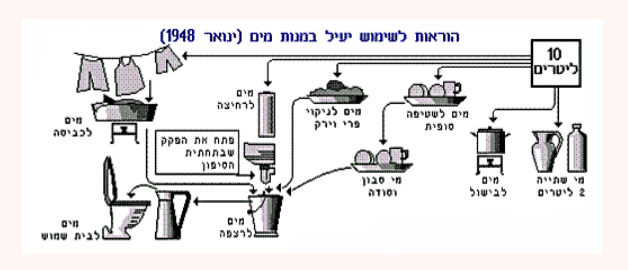 הוראות לשימוש יעיל במנות מים (ינואר 1948)
10
ליטרים
מים
לרחיצה
מים לניקוי
פרי וירק
מים לשטיפה
סופית
מים
לכביסה
פתח את הפקק
שבתחתית
הסיפון
מי סבון
וסודה
מים
לבישול
מי שתייה
2 ליטרים
מים
לרצפה
מים
לבית שמוש